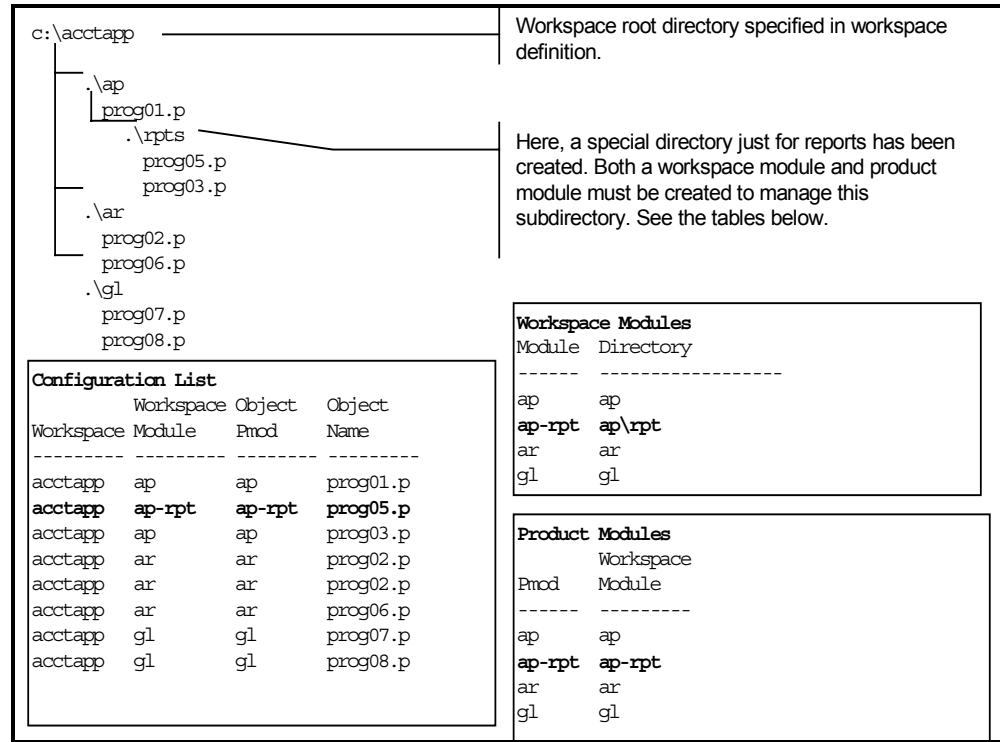 c:\acctapp
Workspace root directory specified in workspace
definition.
.\ap
prog01.p
.\rpts
prog05.p
prog03.p
.\ar
prog02.p
prog06.p
.\gl
prog07.p
prog08.p
Here, a special directory just for reports has been
created. Both a workspace module and product
module must be created to manage this
subdirectory. See the tables below.
Configuration List
Workspace Object Object
Workspace Module Pmod Name
--------- --------- -------- ---------
acctapp ap ap prog01.p
acctapp ap-rpt ap-rpt prog05.p
acctapp ap ap prog03.p
acctapp ar ar prog02.p
acctapp ar ar prog02.p
acctapp ar ar prog06.p
acctapp gl gl prog07.p
acctapp gl gl prog08.p
Workspace Modules
Module Directory
------ ------------------
ap ap
ap-rpt ap\rpt
ar ar
gl gl
Product Modules
Workspace
Pmod Module
------ ---------
ap ap
ap-rpt ap-rpt
ar ar
gl gl